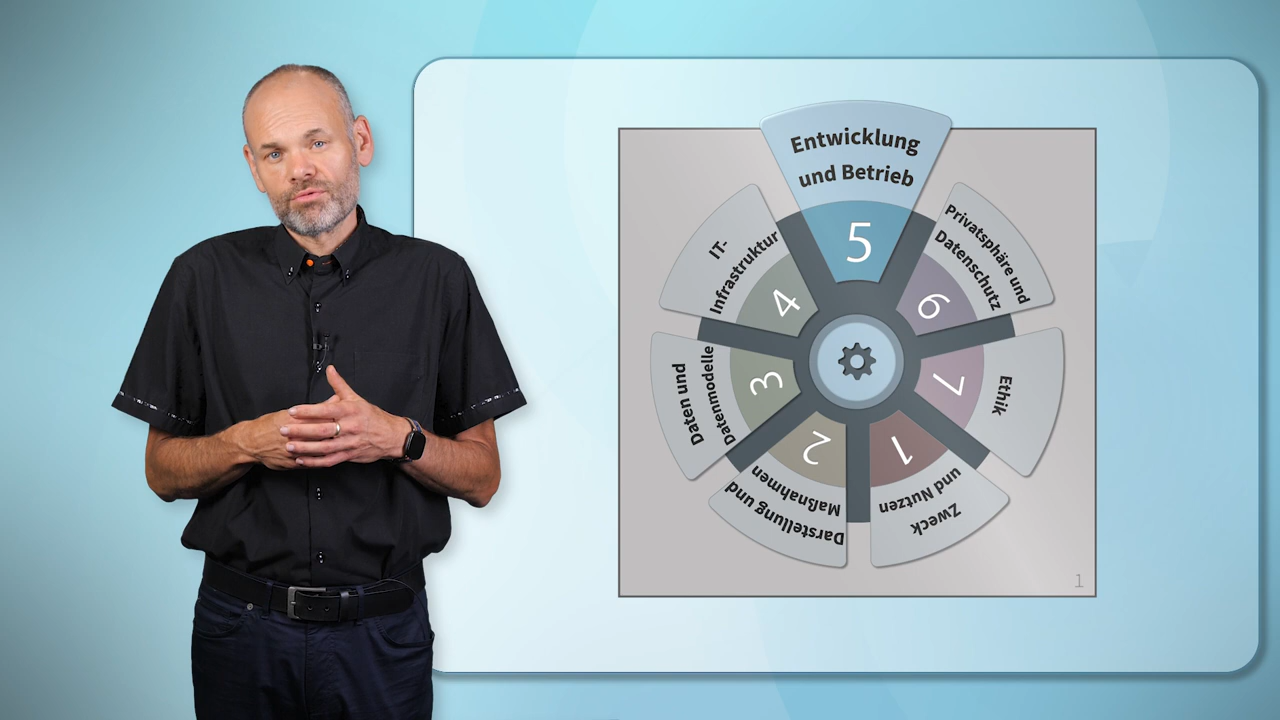 Entwicklung
und Betrieb
5
Privatsphäre und
Datenschutz
6
Ethik
7
Zweck
und Nutzen
1
Darstellung und
Maßnahmen
2
Daten und
Datenmodelle
3
IT-
Infrastruktur
4
1